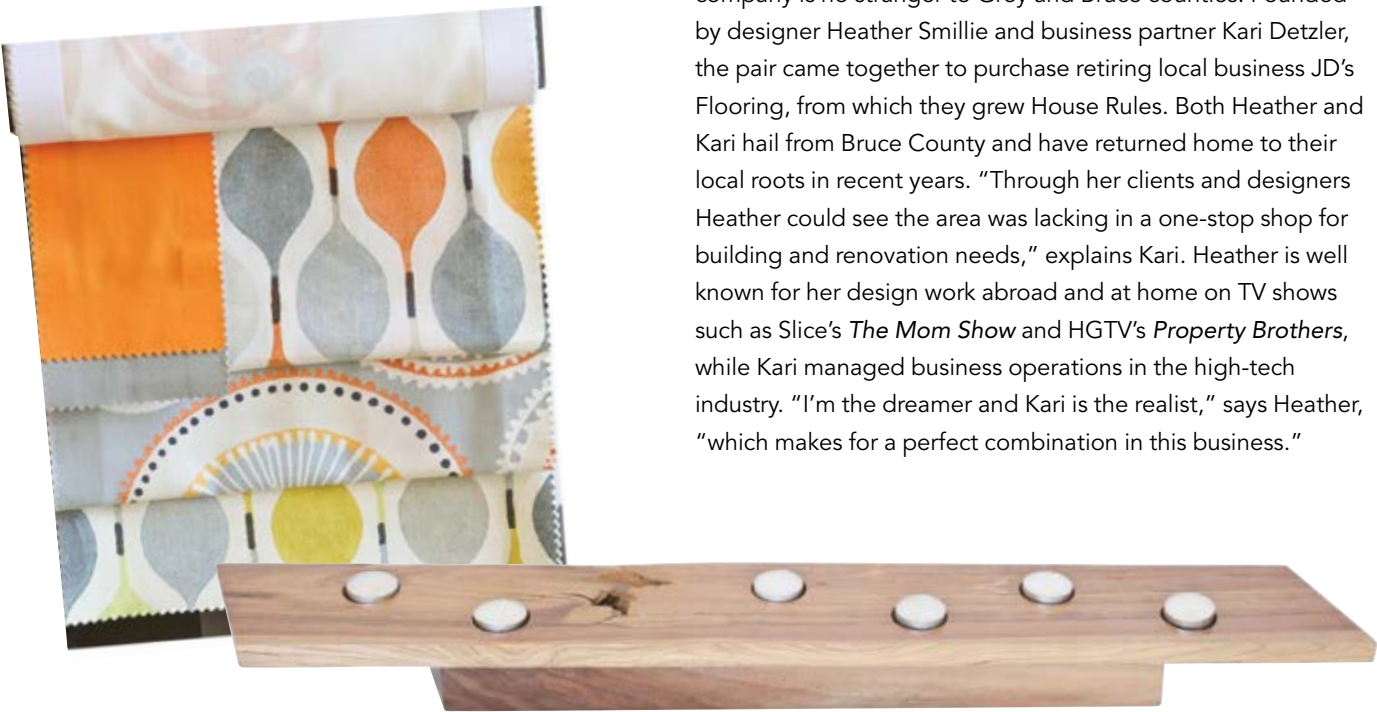 company is no stranger to Grey and Bruce counties. Founded
by designer Heather Smillie and business partner Kari Detzler,
the pair came together to purchase retiring local business JD’s
Flooring, from which they grew House Rules. Both Heather and
Kari hail from Bruce County and have returned home to their
local roots in recent years. “Through her clients and designers
Heather could see the area was lacking in a one-stop shop for
building and renovation needs,” explains Kari. Heather is well
known for her design work abroad and at home on TV shows
such as Slice’s The Mom Show and HGTV’s Property Brothers,
while Kari managed business operations in the high-tech
industry. “I’m the dreamer and Kari is the realist,” says Heather,
“which makes for a perfect combination in this business.”